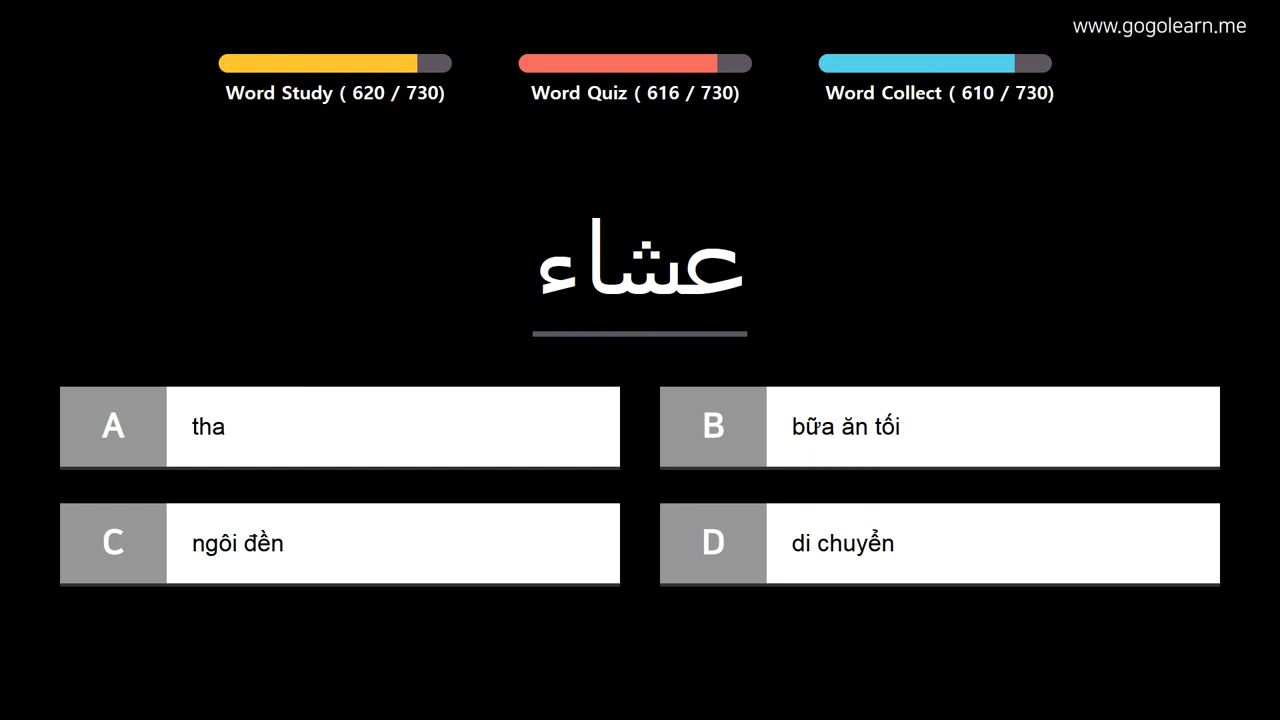 www.gogolearn.me
Word Study ( 620 / 730)
Word Quiz ( 616 / 730)
Word Collect ( 610 / 730)
عشاء
A tha
B bữa ăn tối
C ngôi đền
D di chuyển